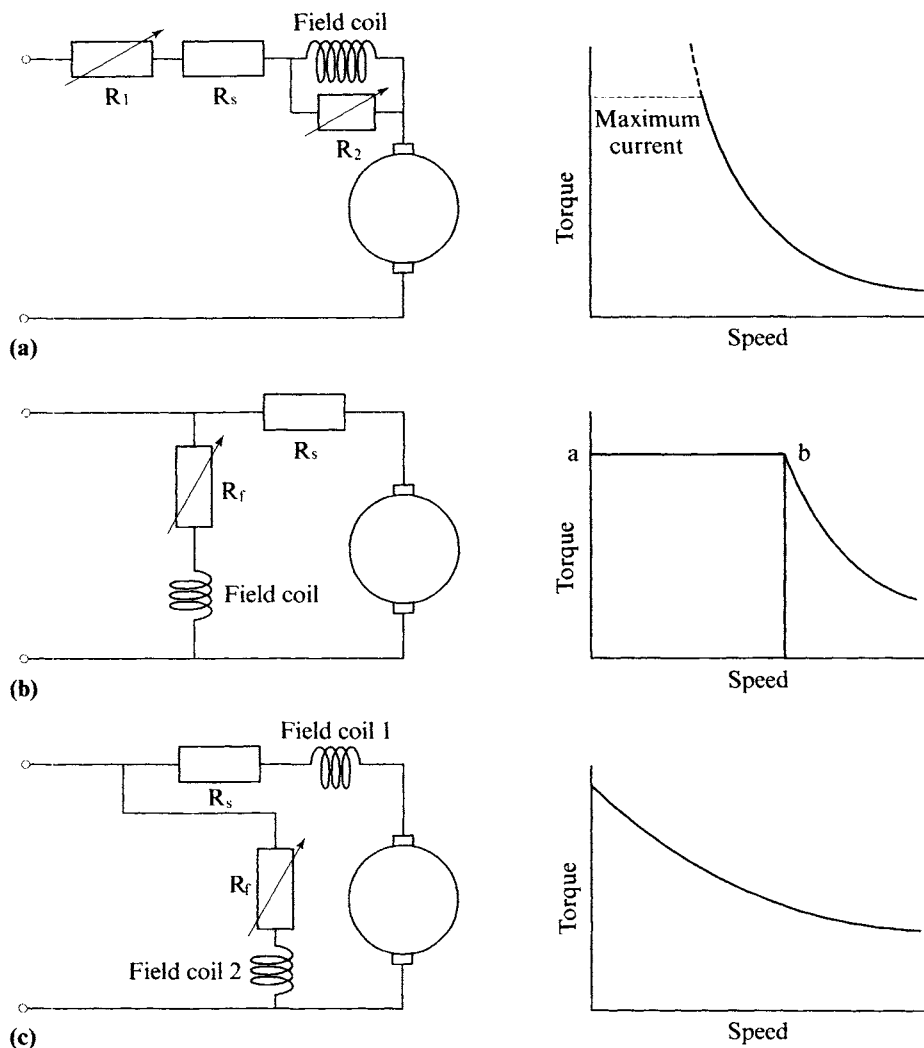 (a)
Field coil
R1
Rs
R2
Maximum
current
Torque
Speed
(b)
Rs
Rf
Field coil
a
b
Torque
Speed
(c)
Field coil 1
Rs
Rf
Field coil 2
Torque
Speed